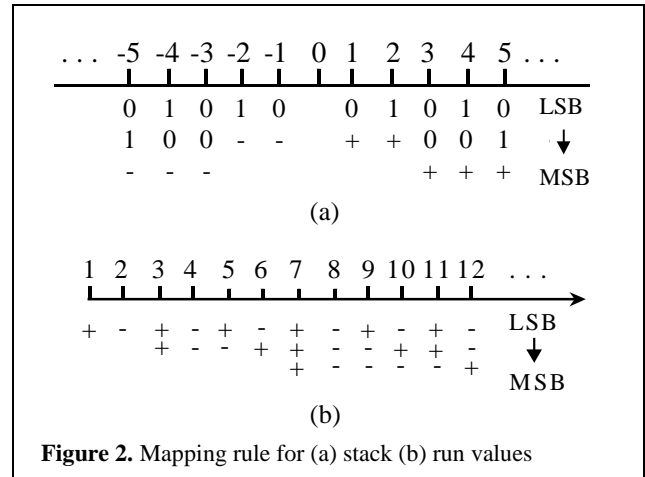 . . . -5 -4 -3 -2 -1 0 1 2 3 4 5 . . .
0 1 0 1 0 0 1 0 1 0 LSB
1 0 0 - - + + 0 0 1
- - - + + + MSB
(a)
1 2 3 4 5 6 7 8 9 10 11 12 . . .
+ - + - + - + - + - + - LSB
+ - - + + - - + + -
+ - - - - + MSB
(b)
Figure 2. Mapping rule for (a) stack (b) run values